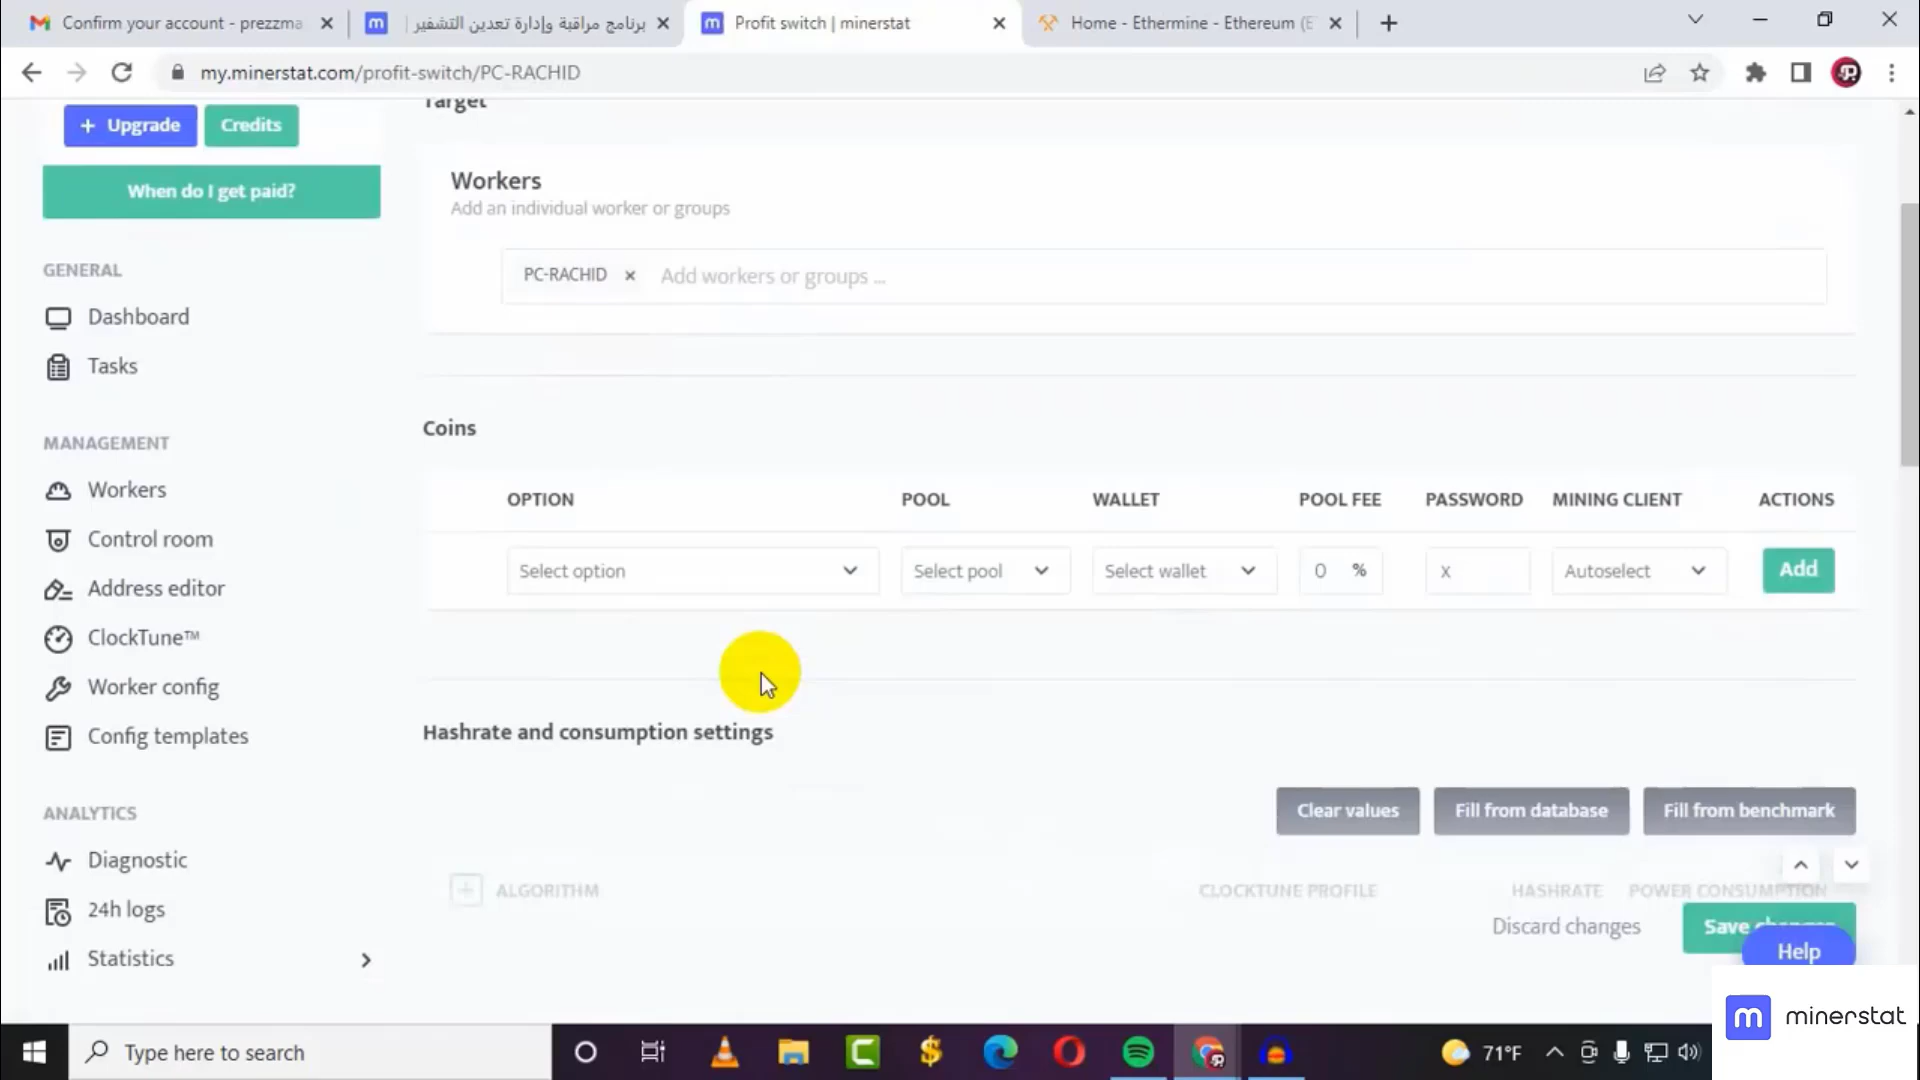 Confirm your account - prezzma
برنامج مراقبة وإدارة تعدين التشفير |
Profit switch | minerstat
Home - Ethermine - Ethereum (E
my.minerstat.com/profit-switch/PC-RACHID
+ Upgrade
Credits
When do I get paid?
GENERAL
Dashboard
Tasks
MANAGEMENT
Workers
Control room
Address editor
ClockTune™
Worker config
Config templates
ANALYTICS
Diagnostic
24h logs
Statistics
Target
Workers
Add an individual worker or groups
PC-RACHID × Add workers or groups ...
Coins
OPTION POOL WALLET POOL FEE PASSWORD MINING CLIENT ACTIONS
Select option Select pool Select wallet 0 % x Autoselect Add
Hashrate and consumption settings
Clear values Fill from database Fill from benchmark
ALGORITHM CLOCKTUNE PROFILE HASHRATE POWER CONSUMPTION
Discard changes Save changes
Help
minerstat
Type here to search
71°F